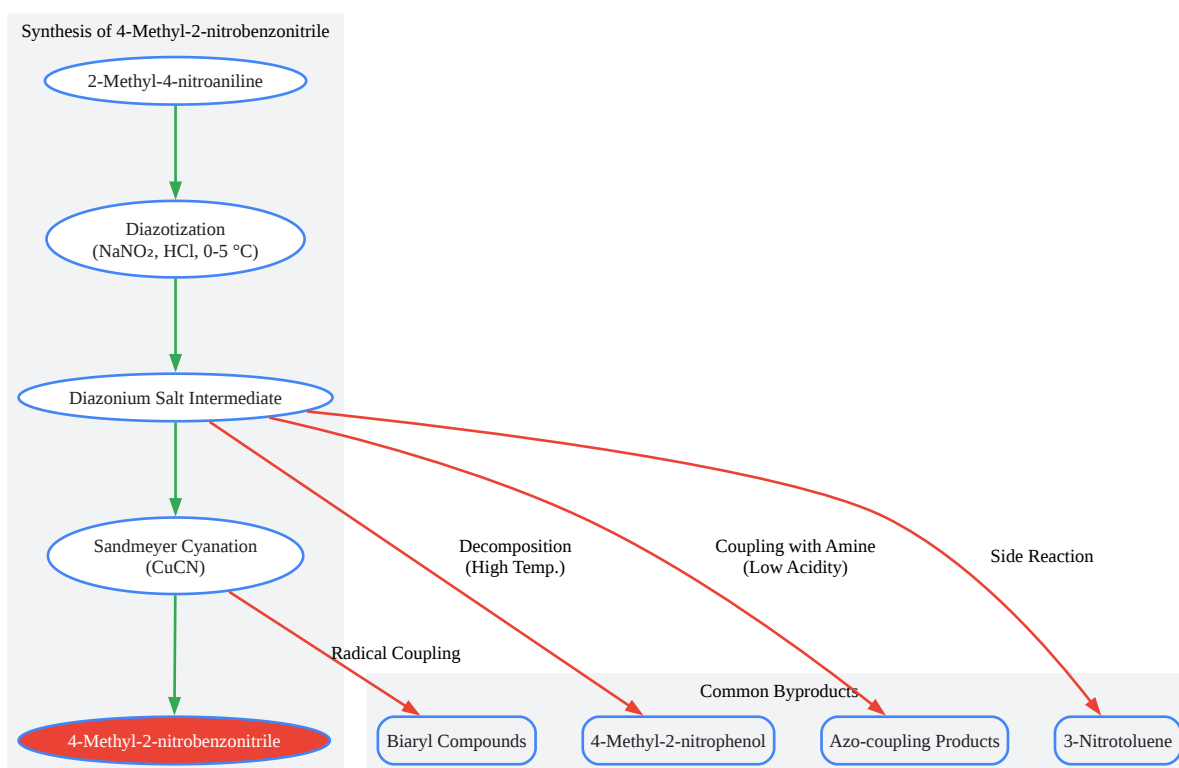 Synthesis of 4-Methyl-2-nitrobenzonitrile
2-Methyl-4-nitroaniline
Diazotization
(NaNO₂, HCl, 0-5 °C)
Diazonium Salt Intermediate
Sandmeyer Cyanation
(CuCN)
Decomposition
(High Temp.)
Coupling with Amine
(Low Acidity)
Side Reaction
Radical Coupling
Common Byproducts
4-Methyl-2-nitrobenzonitrile
Biaryl Compounds
4-Methyl-2-nitrophenol
Azo-coupling Products
3-Nitrotoluene